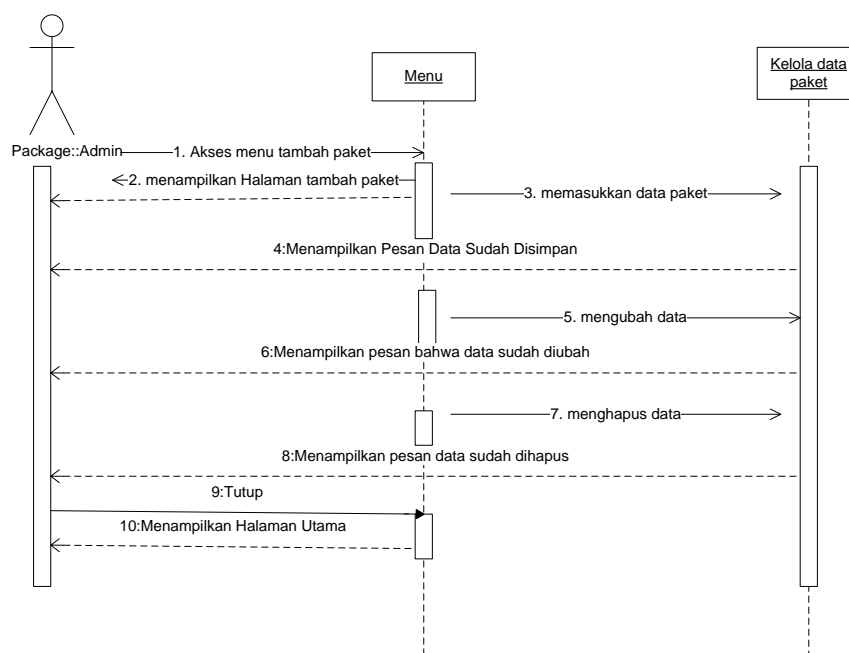 Menu
Kelola data
paket
Package::Admin
1. Akses menu tambah paket
2. menampilkan Halaman tambah paket
3. memasukkan data paket
4:Menampilkan Pesan Data Sudah Disimpan
5. mengubah data
6:Menampilkan pesan bahwa data sudah diubah
7. menghapus data
8:Menampilkan pesan data sudah dihapus
9:Tutup
10:Menampilkan Halaman Utama